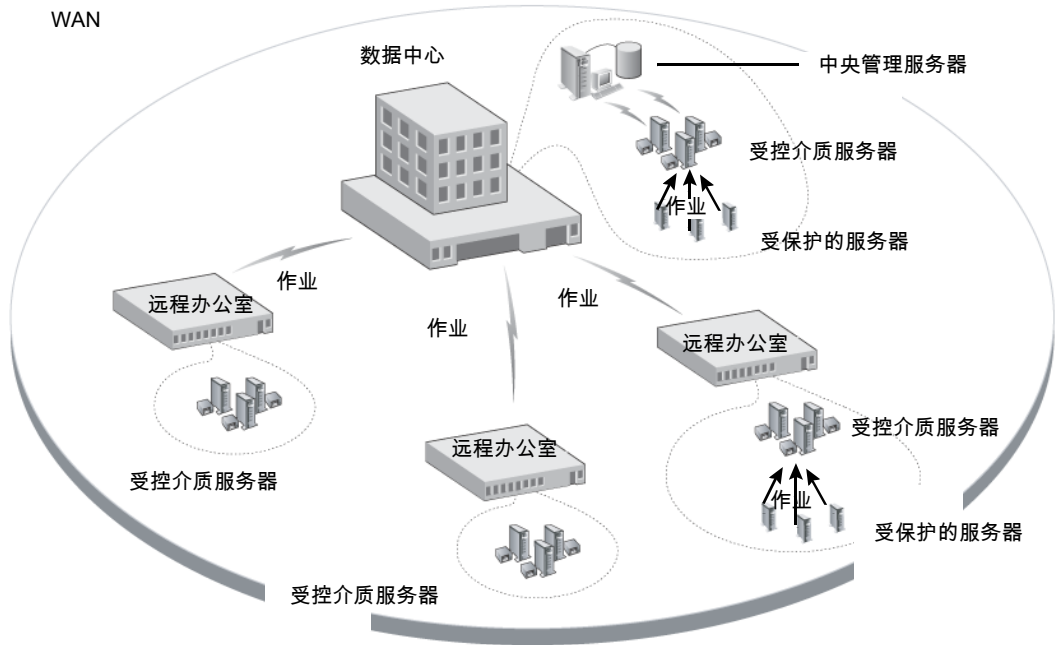 WAN
数据中心
中央管理服务器
受控介质服务器
作业
受保护的服务器
远程办公室
作业
作业
作业
远程办公室
受控介质服务器
受控介质服务器
远程办公室
作业
受保护的服务器
受控介质服务器